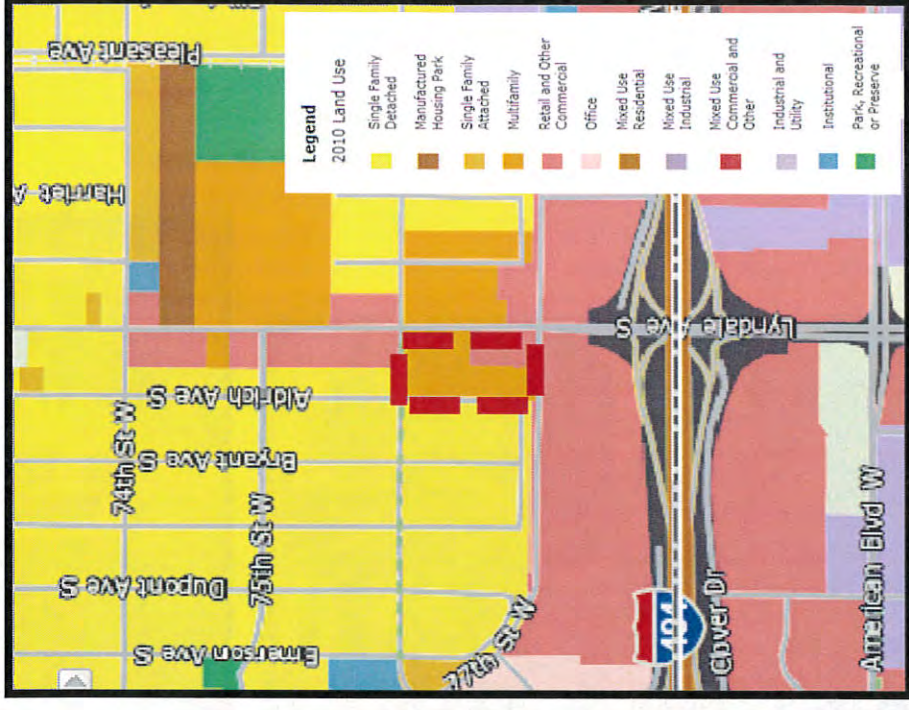 Pleasant Ave
Harriet A
Lyndale Ave S
Aldrich Ave S
Bryant Ave S
Dupont Ave S
Emerson Ave S
74th St W
75th St W
77th St W
494
Clover Dr
American Blvd W
Legend
2010 Land Use
Single Family
Detached
Manufactured
Housing Park
Single Family
Attached
Multifamily
Retail and Other
Commercial
Office
Mixed Use
Residential
Mixed Use
Industrial
Mixed Use
Commercial and
Other
Industrial and
Utility
Institutional
Park, Recreational
or Preserve